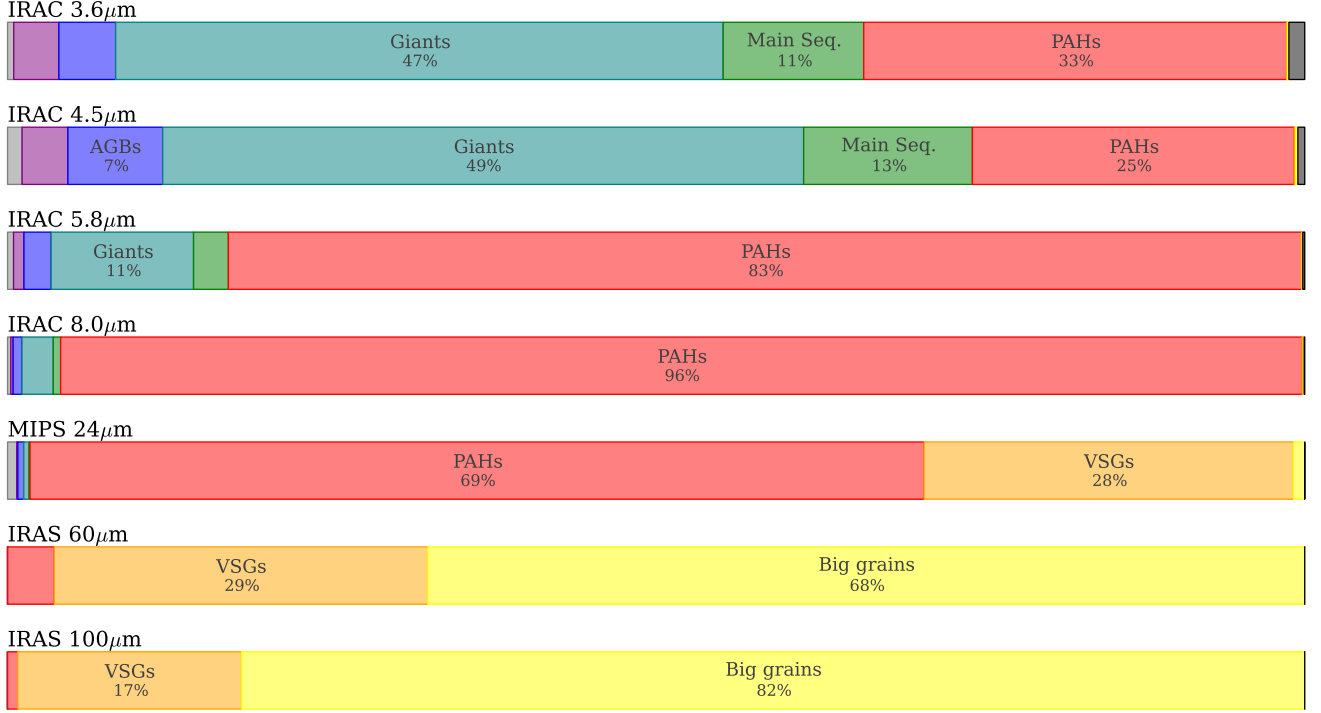 IRAC 3.6μm
Giants
47%
Main Seq.
11%
PAHs
33%
IRAC 4.5μm
AGBs
7%
Giants
49%
Main Seq.
13%
PAHs
25%
IRAC 5.8μm
Giants
11%
PAHs
83%
IRAC 8.0μm
PAHs
96%
MIPS 24μm
PAHs
69%
VSGs
28%
IRAS 60μm
VSGs
29%
Big grains
68%
IRAS 100μm
VSGs
17%
Big grains
82%